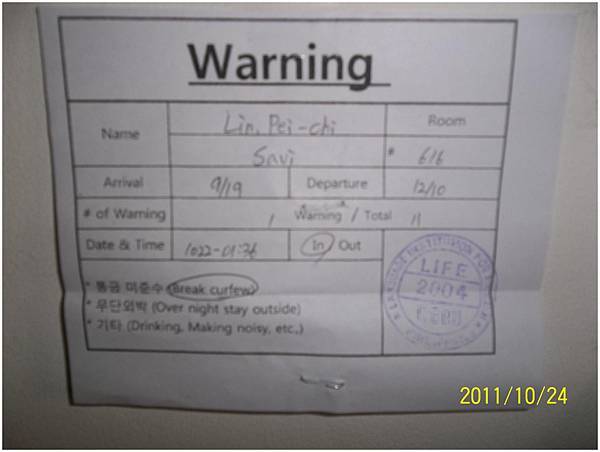 Warning
Name Lin, Pei-chi Room
Savi # 616
Arrival 9/19 Departure 12/10
# of Warning 1 Warning / Total 11
Date & Time 1022-01:36 In Out
* 통금 미준수 (Break curfew)
* 무단외박 (Over night stay outside)
* 기타 (Drinking, Making noisy, etc,)
LIFE
2004
2011/10/24